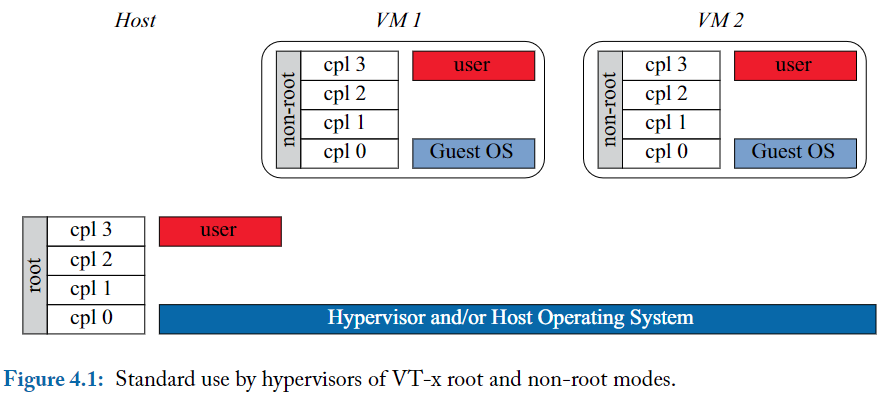 Host VM 1 VM 2
non-root
cpl 3 user
cpl 2
cpl 1
cpl 0 Guest OS
non-root
cpl 3 user
cpl 2
cpl 1
cpl 0 Guest OS
root
cpl 3 user
cpl 2
cpl 1
cpl 0 Hypervisor and/or Host Operating System
Figure 4.1: Standard use by hypervisors of VT-x root and non-root modes.